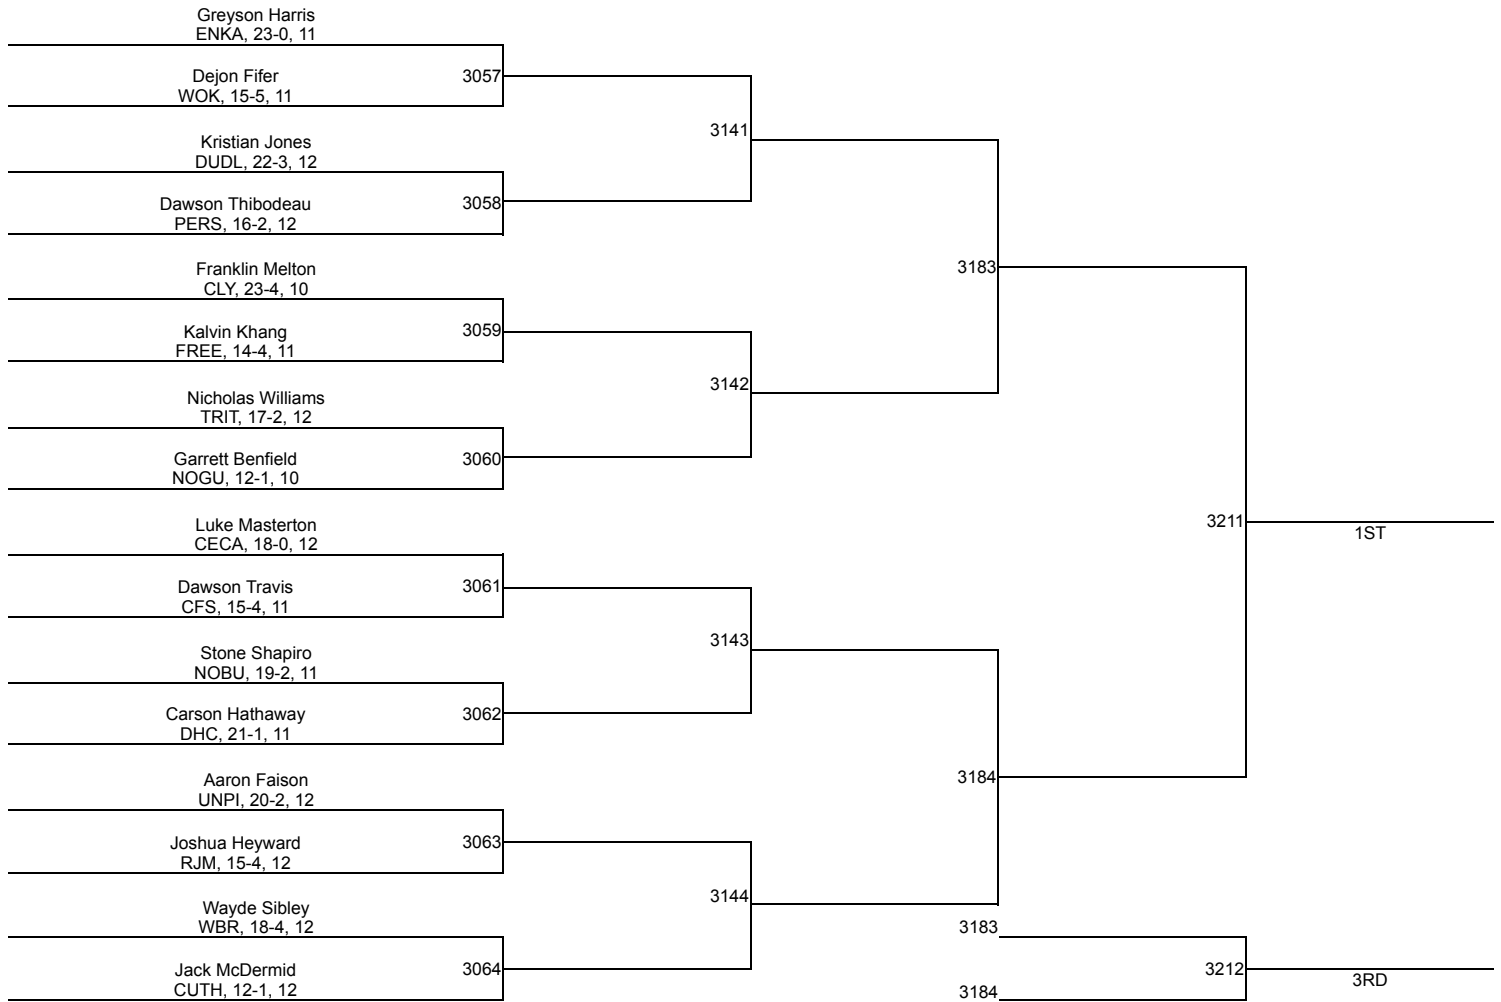 Greyson Harris
ENKA, 23-0, 11
Dejon Fifer
WOK, 15-5, 11
3057
Kristian Jones
DUDL, 22-3, 12
Dawson Thibodeau
PERS, 16-2, 12
3058
3141
Franklin Melton
CLY, 23-4, 10
Kalvin Khang
FREE, 14-4, 11
3059
Nicholas Williams
TRIT, 17-2, 12
Garrett Benfield
NOGU, 12-1, 10
3060
3142
3183
Luke Masterton
CECA, 18-0, 12
Dawson Travis
CFS, 15-4, 11
3061
Stone Shapiro
NOBU, 19-2, 11
Carson Hathaway
DHC, 21-1, 11
3062
3143
Aaron Faison
UNPI, 20-2, 12
Joshua Heyward
RJM, 15-4, 12
3063
Wayde Sibley
WBR, 18-4, 12
Jack McDermid
CUTH, 12-1, 12
3064
3144
3184
3211
1ST
3183
3184
3212
3RD